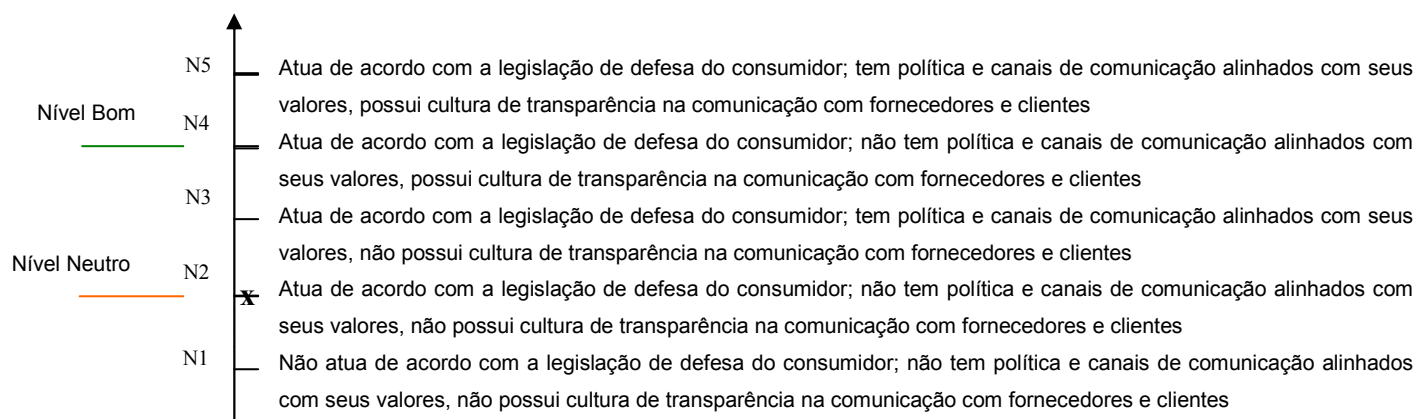 N5 Atua de acordo com a legislação de defesa do consumidor; tem política e canais de comunicação alinhados com seus
valores, possui cultura de transparência na comunicação com fornecedores e clientes
Nível Bom
N4 Atua de acordo com a legislação de defesa do consumidor; não tem política e canais de comunicação alinhados com
seus valores, possui cultura de transparência na comunicação com fornecedores e clientes
N3 Atua de acordo com a legislação de defesa do consumidor; tem política e canais de comunicação alinhados com seus
valores, não possui cultura de transparência na comunicação com fornecedores e clientes
Nível Neutro
N2 x Atua de acordo com a legislação de defesa do consumidor; não tem política e canais de comunicação alinhados com
seus valores, não possui cultura de transparência na comunicação com fornecedores e clientes
N1 Não atua de acordo com a legislação de defesa do consumidor; não tem política e canais de comunicação alinhados
com seus valores, não possui cultura de transparência na comunicação com fornecedores e clientes